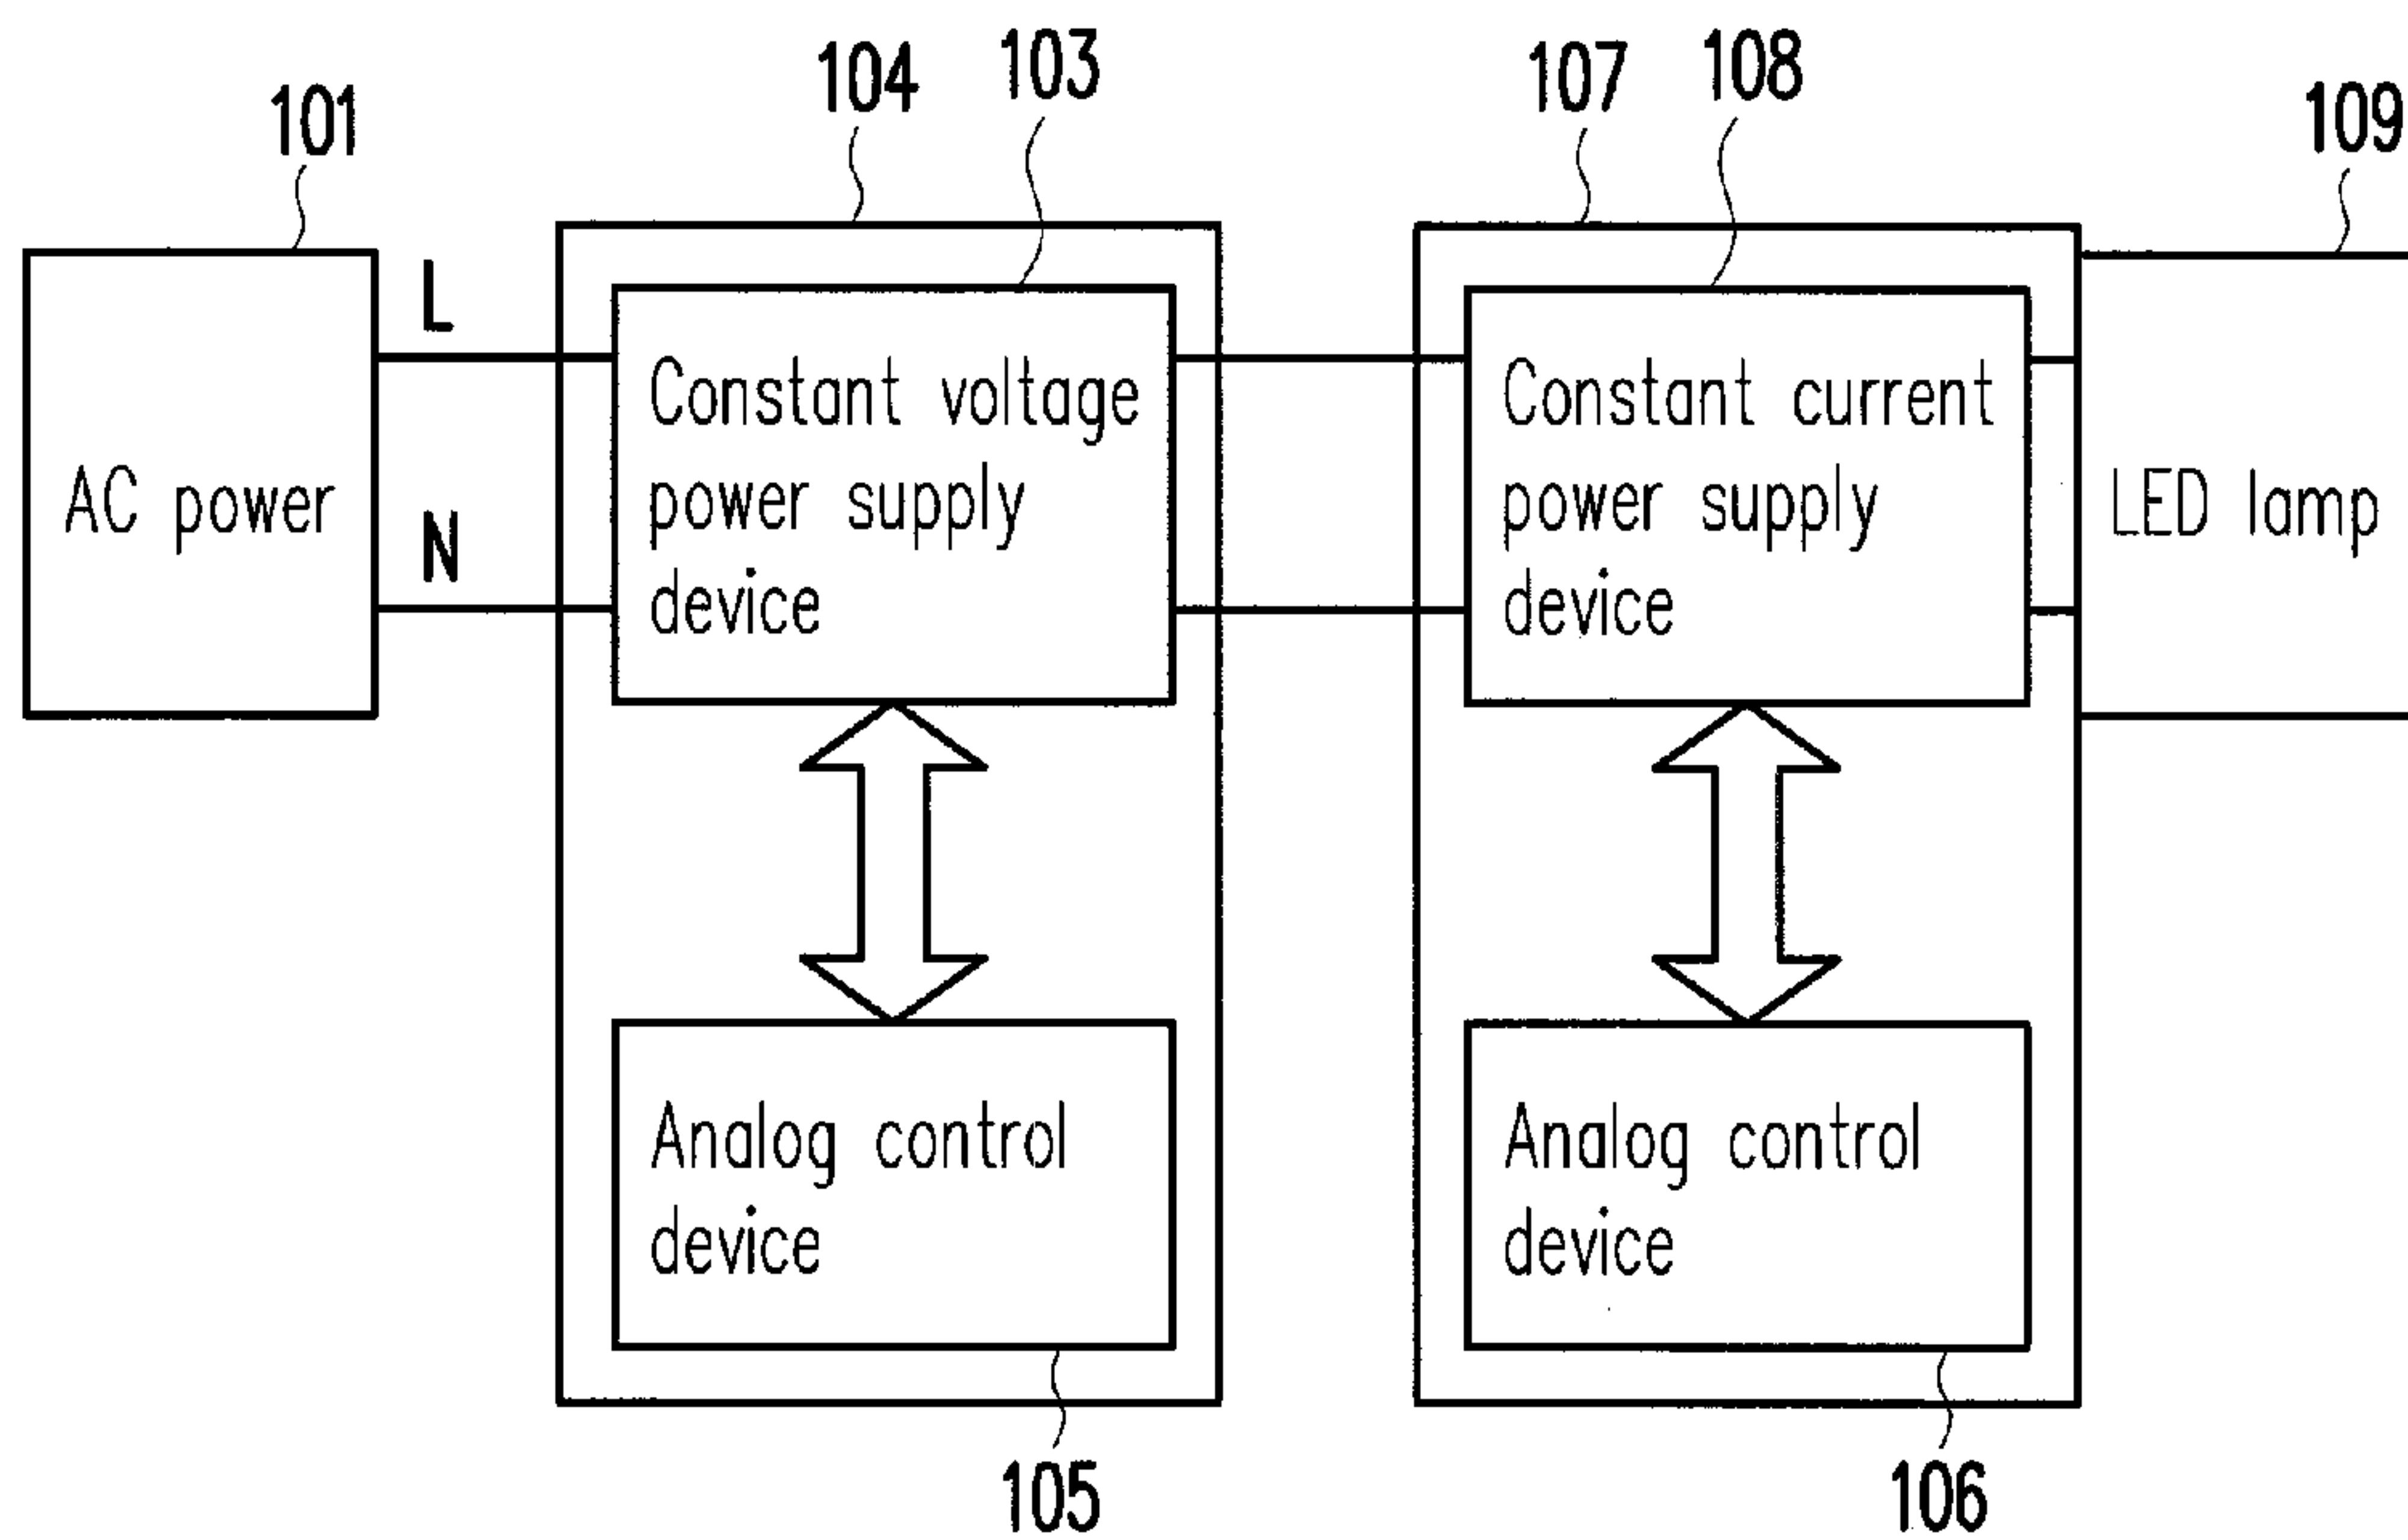 101
104
103
107
108
109
L
N
AC power
Constant voltage
power supply
device
Constant current
power supply
device
LED lamp
Analog control
device
Analog control
device
105
106